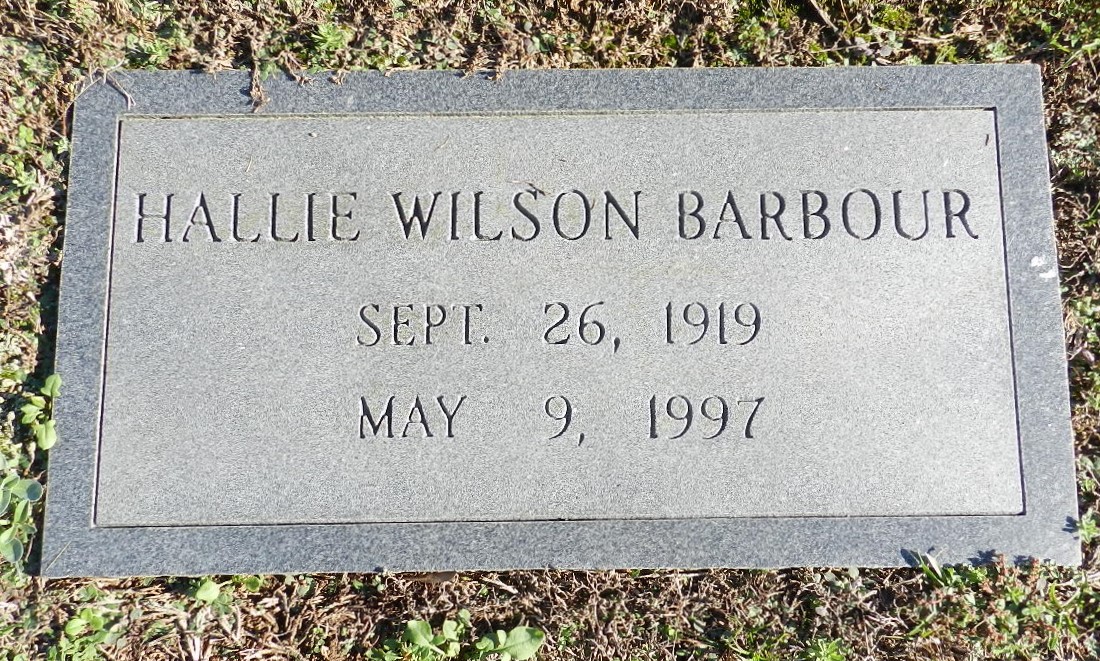 HALLIE WILSON BARBOUR
SEPT. 26, 1919
MAY 9, 1997